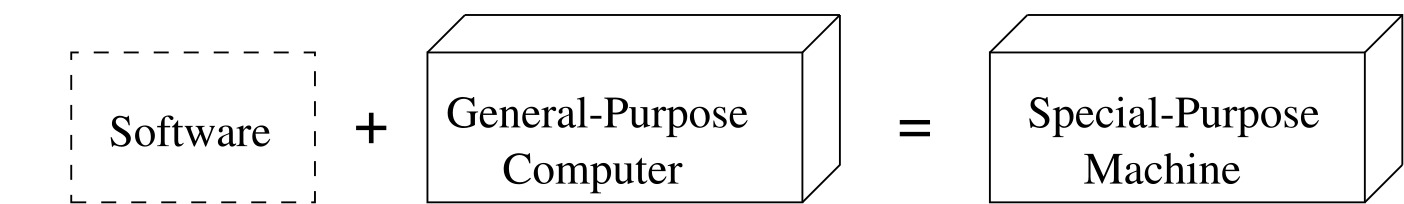 Software
+
General-Purpose
Computer
=
Special-Purpose
Machine